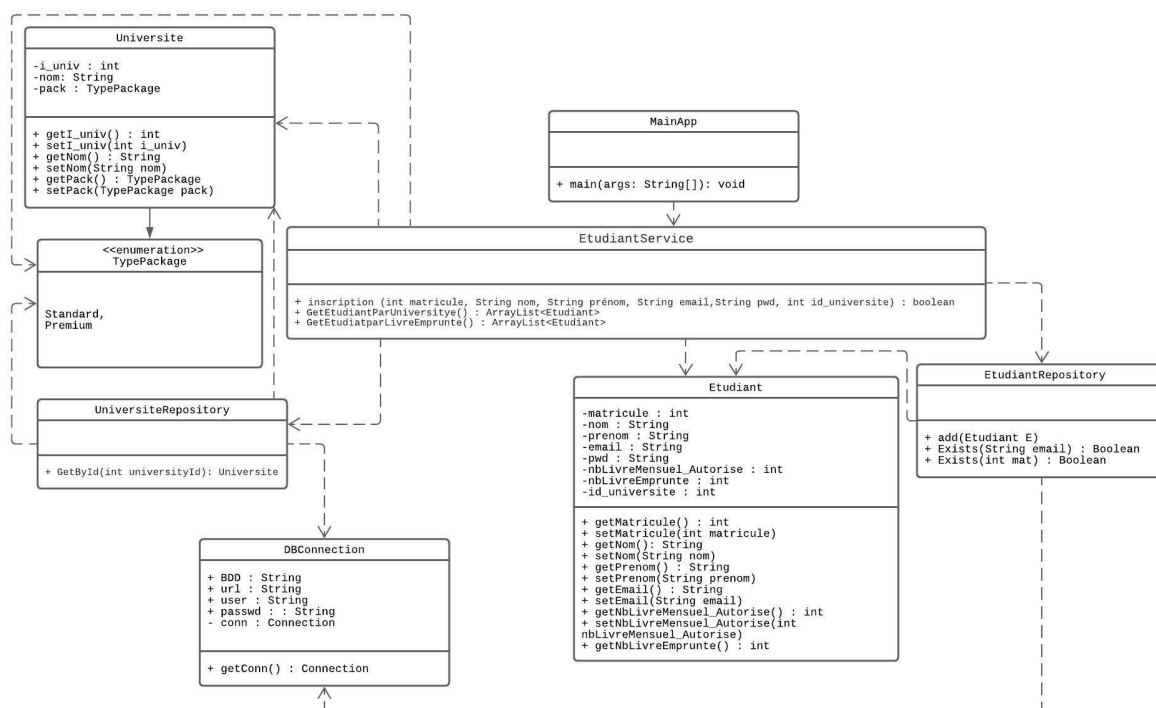 Universite
-i_univ : int
-nom: String
-pack : TypePackage
+ getI_univ() : int
+ setI_univ(int i_univ)
+ getNom() : String
+ setNom(String nom)
+ getPack() : TypePackage
+ setPack(TypePackage pack)
MainApp
+ main(args: String[]): void
<<enumeration>>
TypePackage
Standard,
Premium
EtudiantService
+ inscription (int matricule, String nom, String prénom, String email,String pwd, int id_universite) : boolean
+ GetEtudiantParUniversitye() : ArrayList<Etudiant>
+ GetEtudiatparLivreEmprunte() : ArrayList<Etudiant>
UniversiteRepository
+ GetById(int universityId): Universite
Etudiant
-matricule : int
-nom : String
-prenom : String
-email : String
-pwd : String
-nbLivreMensuel_Autorise : int
-nbLivreEmprunte : int
-id_universite : int
+ getMatricule() : int
+ setMatricule(int matricule)
+ getNom(): String
+ setNom(String nom)
+ getPrenom() : String
+ setPrenom(String prenom)
+ getEmail() : String
+ setEmail(String email)
+ getNbLivreMensuel_Autorise() : int
+ setNbLivreMensuel_Autorise(int
nbLivreMensuel_Autorise)
+ getNbLivreEmprunte() : int
EtudiantRepository
+ add(Etudiant E)
+ Exists(String email) : Boolean
+ Exists(int mat) : Boolean
DBConnection
+ BDD : String
+ url : String
+ user : String
+ passwd : : String
- conn : Connection
+ getConn() : Connection